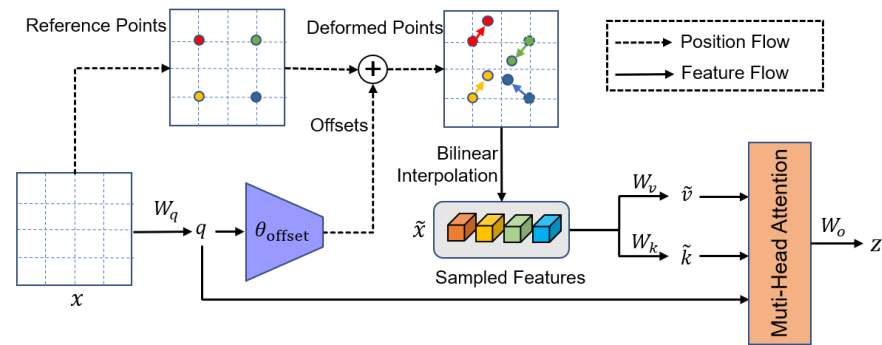 Reference Points
Deformed Points
Position Flow
Feature Flow
Offsets
Bilinear
Interpolation
W_q
q
θ_offset
x
x̃
Sampled Features
W_v
ṽ
W_k
k̃
Muti-Head Attention
W_o
z